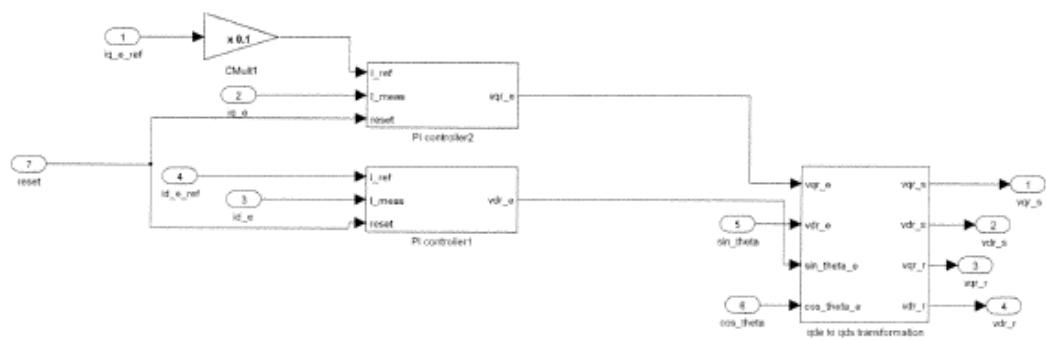 1
iq_e_ref
x 0.1
CMult1
2
iq_e
I_ref
I_meas
reset
vqr_e
PI controller2
7
reset
4
id_e_ref
3
id_e
I_ref
I_meas
reset
vdr_e
PI controller1
5
sin_theta
6
cos_theta
vqr_e
vdr_e
sin_theta_e
cos_theta_e
vqr_s
vdr_s
vqr_r
vdr_r
qde to qds transformation
1
vqr_s
2
vdr_s
3
vqr_r
4
vdr_r